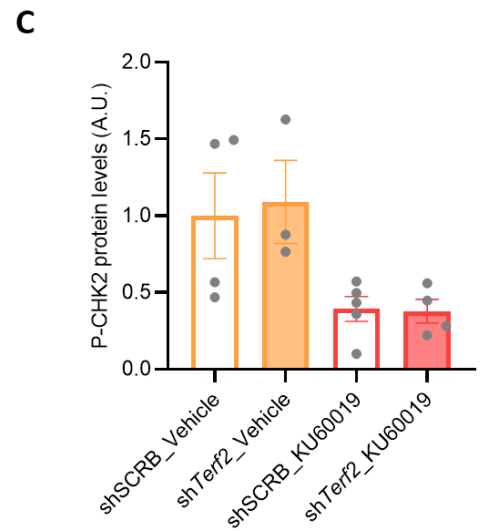 C
P-CHK2 protein levels (A.U.)
2.0
1.5
1.0
0.5
0.0
shSCRB_Vehicle
shTerf2_Vehicle
shSCRB_KU60019
shTerf2_KU60019